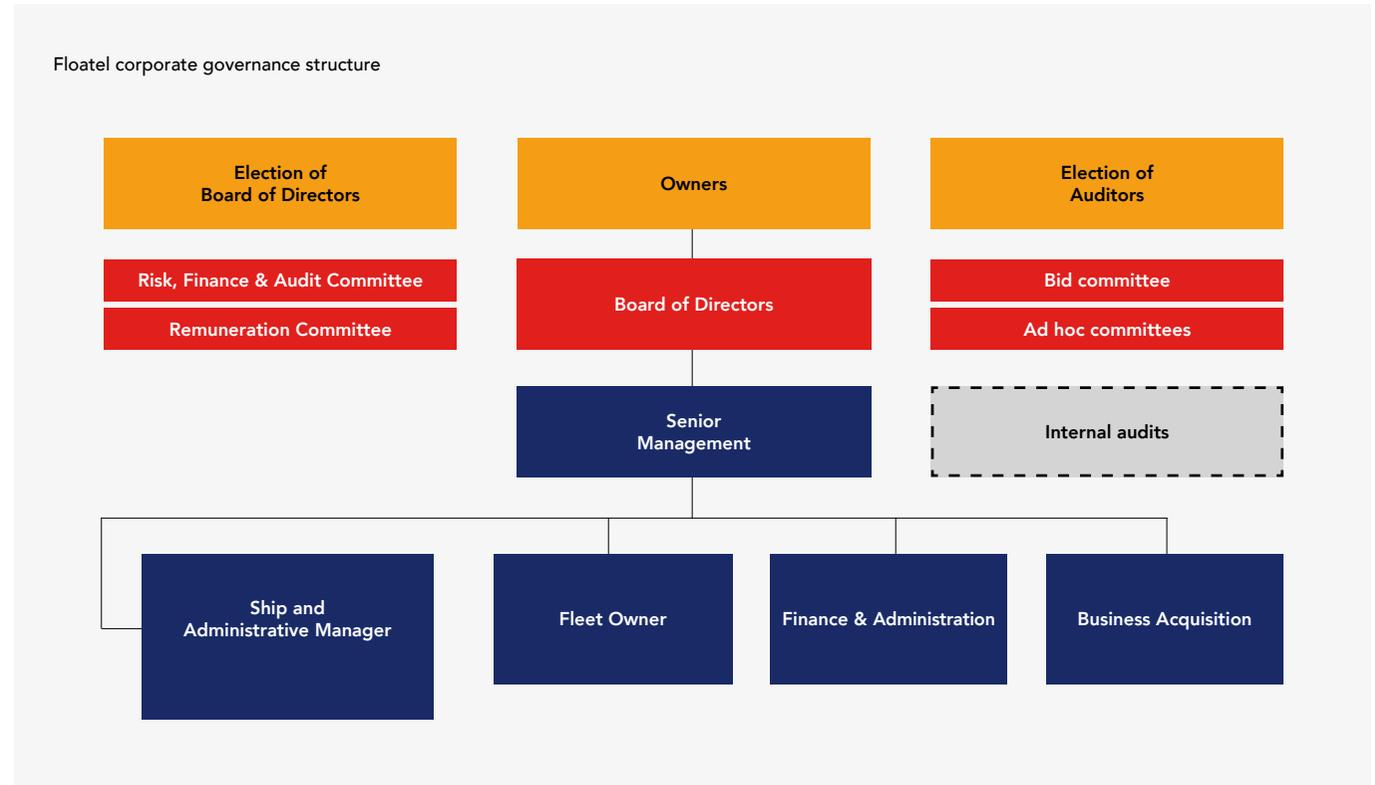 Floatel corporate governance structure
Election of
Board of Directors
Owners
Election of
Auditors
Risk, Finance & Audit Committee
Remuneration Committee
Board of Directors
Bid committee
Ad hoc committees
Senior
Management
Internal audits
Ship and
Administrative Manager
Fleet Owner
Finance & Administration
Business Acquisition